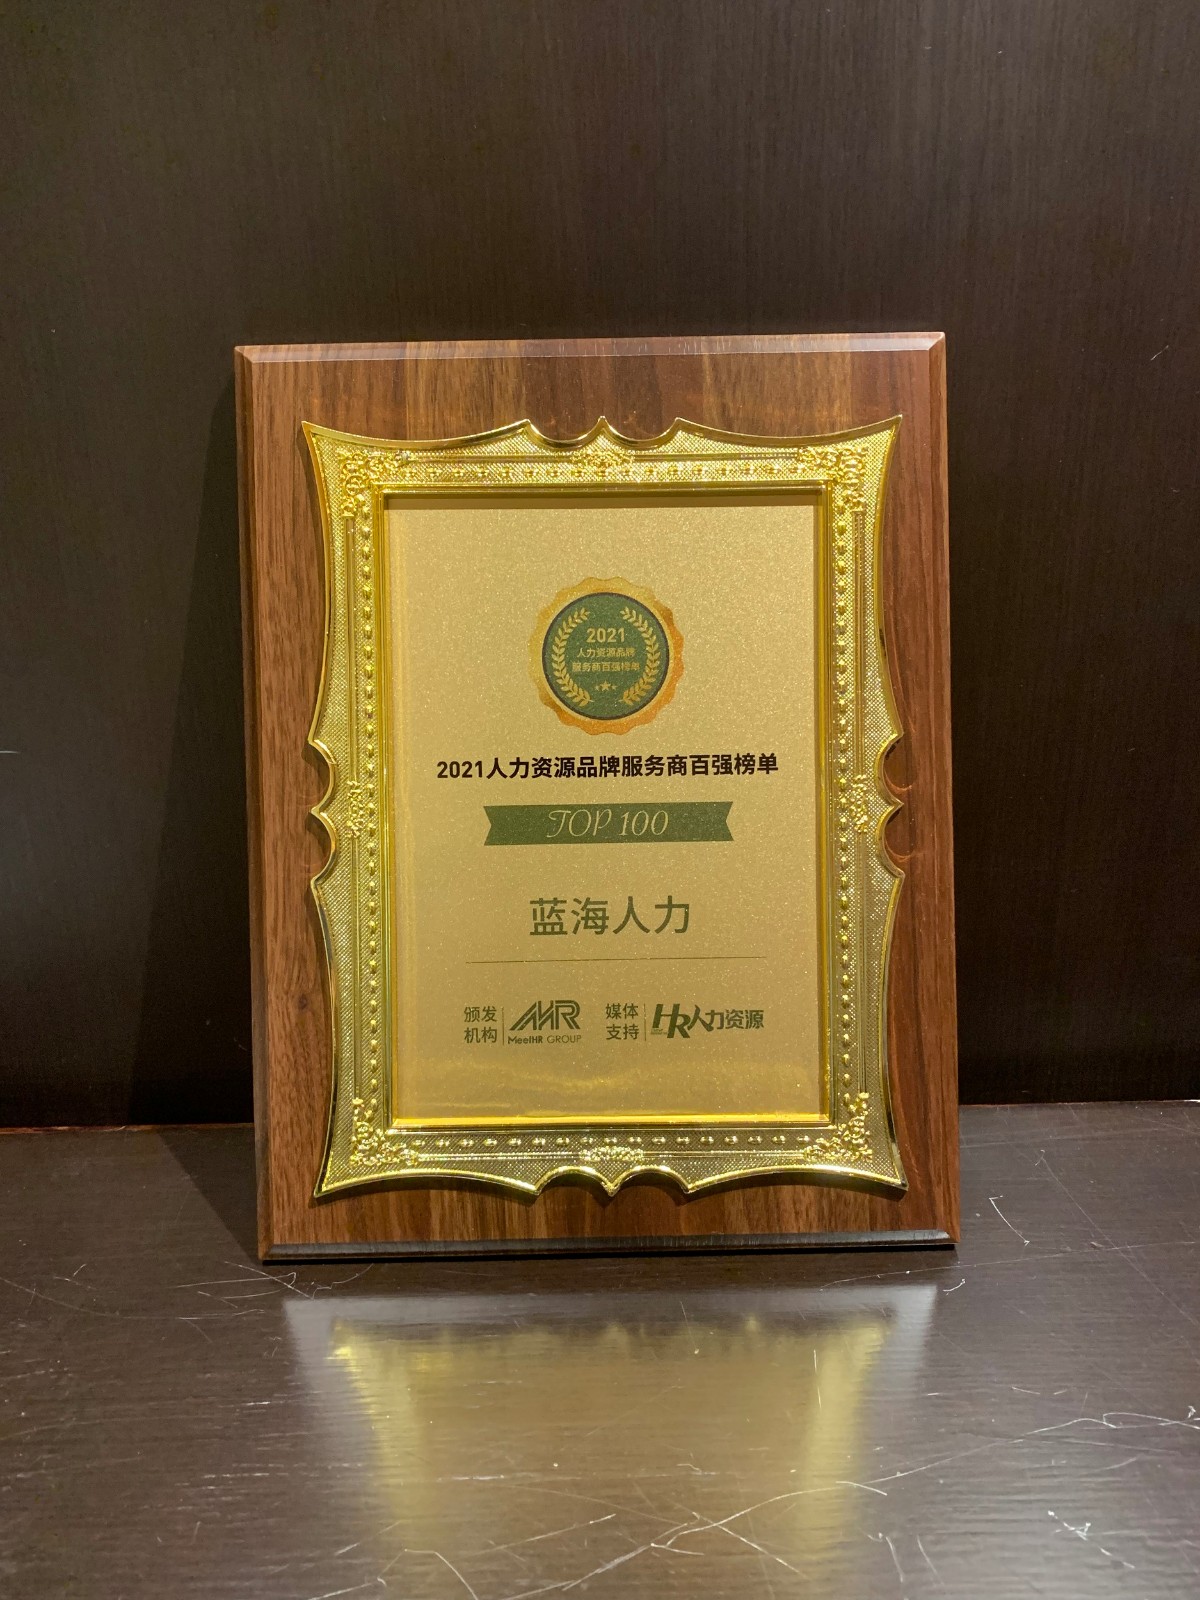 2021
人力资源品牌
服务商百强榜单
2021人力资源品牌服务商百强榜单
TOP 100
蓝海人力
颁发
机构
MeetHR GROUP
媒体
支持
HR人力资源